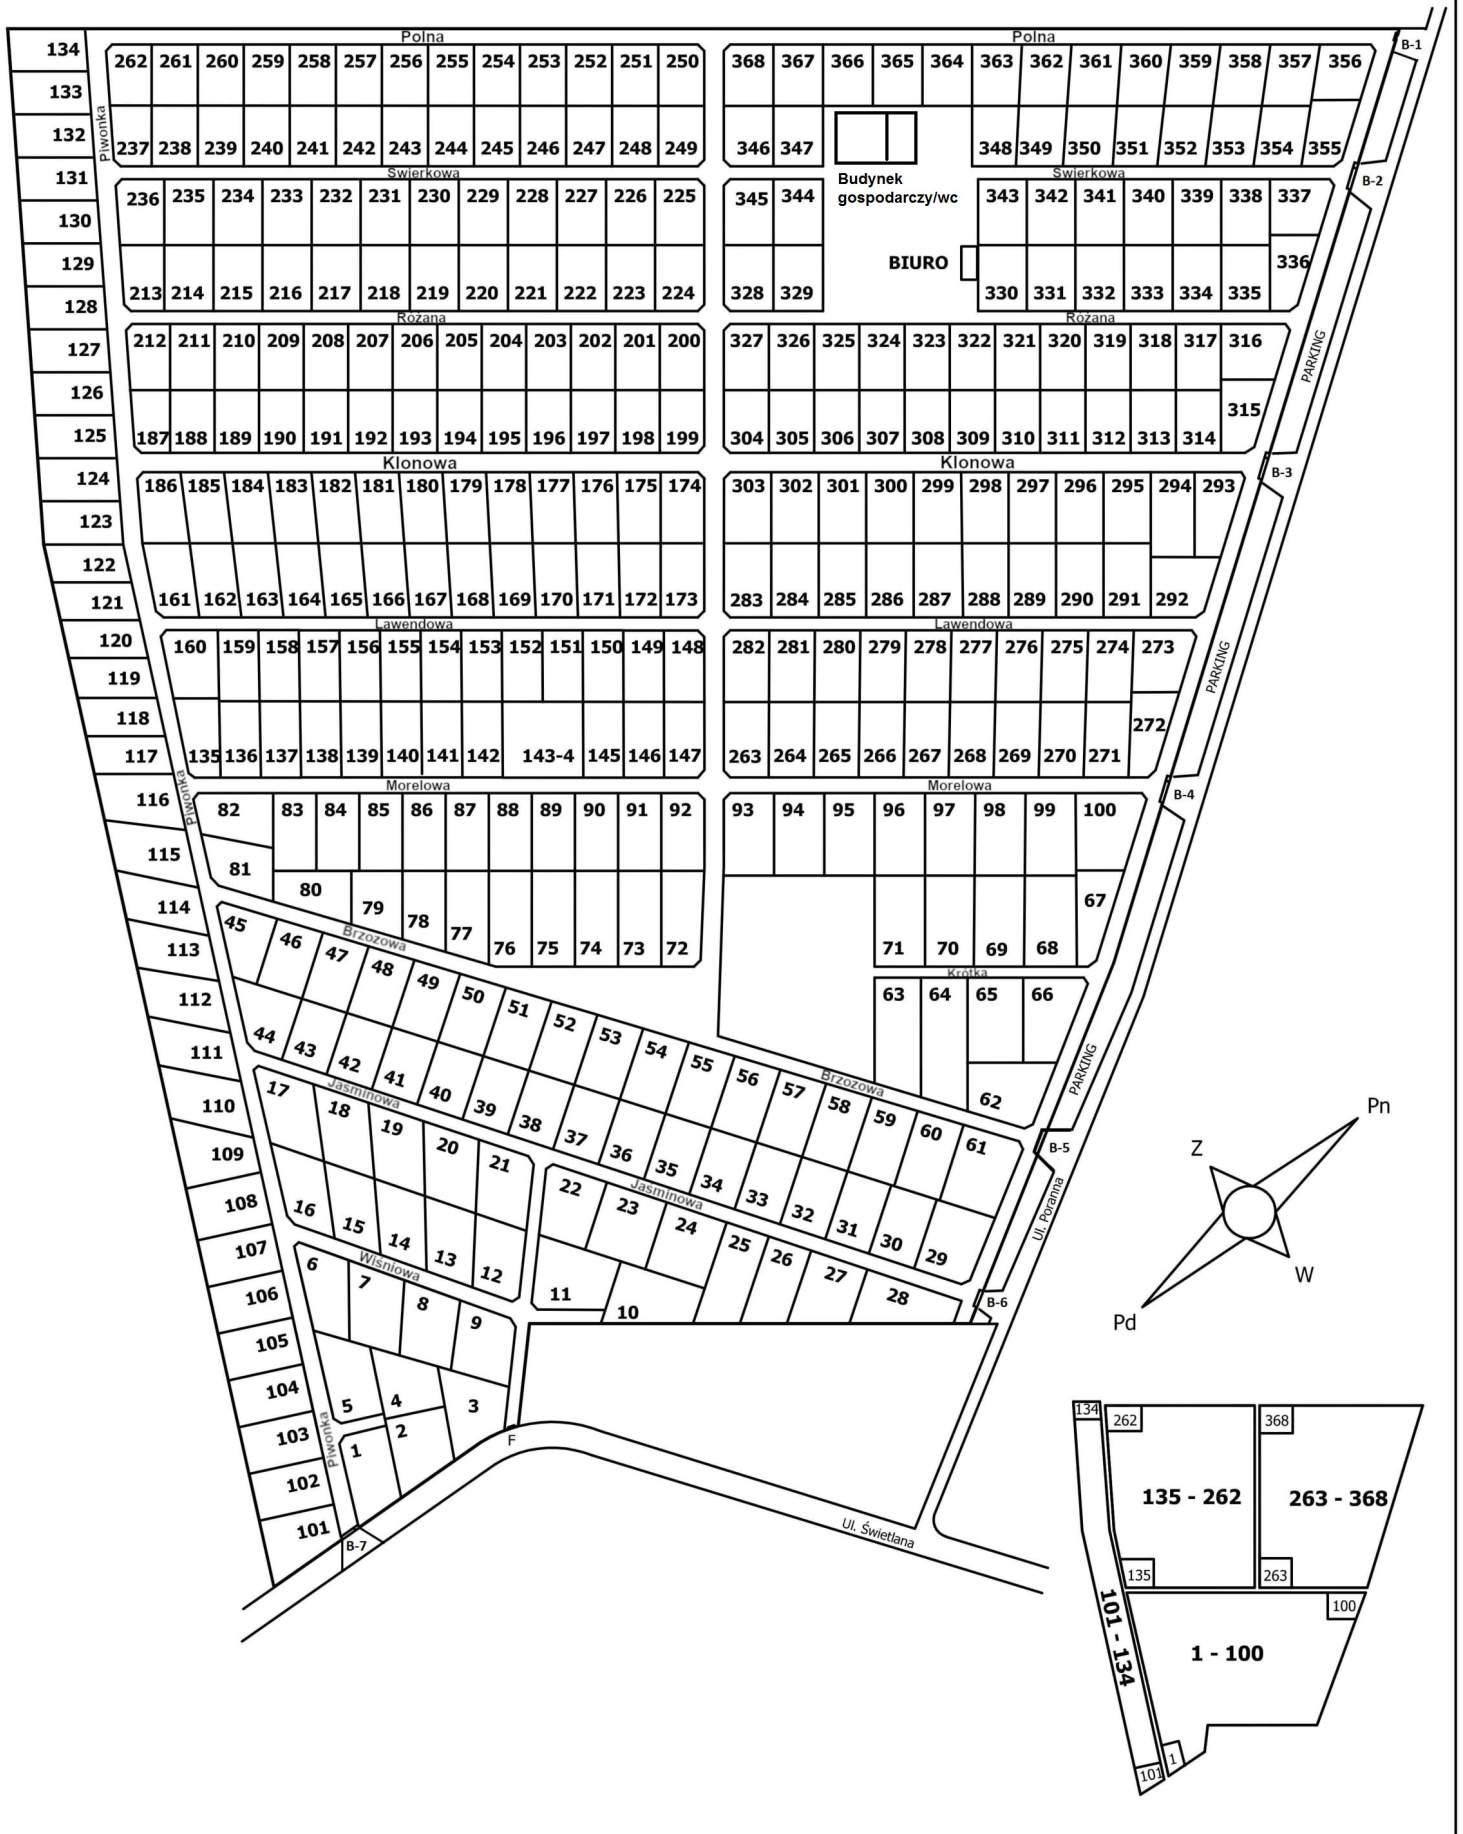 Polna Polna B-1
134 262 261 260 259 258 257 256 255 254 253 252 251 250 368 367 366 365 364 363 362 361 360 359 358 357 356
133
Piwonka
132 237 238 239 240 241 242 243 244 245 246 247 248 249 346 347 348 349 350 351 352 353 354 355
Świerkowa Świerkowa
131 Budynek B-2
gospodarczy/wc
236 235 234 233 232 231 230 229 228 227 226 225 345 344 343 342 341 340 339 338 337
130
129 BIURO 336
213 214 215 216 217 218 219 220 221 222 223 224 328 329 330 331 332 333 334 335
128
Różana Różana
212 211 210 209 208 207 206 205 204 203 202 201 200 327 326 325 324 323 322 321 320 319 318 317 316
127 PARKING
126 315
125 187 188 189 190 191 192 193 194 195 196 197 198 199 304 305 306 307 308 309 310 311 312 313 314
Klonowa Klonowa
124 B-3
186 185 184 183 182 181 180 179 178 177 176 175 174 303 302 301 300 299 298 297 296 295 294 293
123
122
121 161 162 163 164 165 166 167 168 169 170 171 172 173 283 284 285 286 287 288 289 290 291 292
Lawendowa Lawendowa
120 160 159 158 157 156 155 154 153 152 151 150 149 148 282 281 280 279 278 277 276 275 274 273
119 PARKING
118 272
117 135 136 137 138 139 140 141 142 143-4 145 146 147 263 264 265 266 267 268 269 270 271
Morelowa Morelowa
Piwonka
116 B-4
82 83 84 85 86 87 88 89 90 91 92 93 94 95 96 97 98 99 100
115 81
80 67
114 79 78 77
45 46 47 Brzozowa
113 76 75 74 73 72 71 70 69 68
Krótka
48 49 50 51 52 53 54 55 56 57 58 59 60 61
112 63 64 65 66
44 43 42 41 40 39 38 37 36 35 34 33 32 31 30 29
111 PARKING
Brzozowa
62
17 Jaśminowa
110 18 19 20 21
B-5
109
22 23 Jaśminowa 24 25 26 27 28
Ul. Poranna
108 16 15 14 13 12
107
Wiśniowa
6 7 8 9
106 11 10 B-6
105
104 5 4 3
103 Piwonka 1 2
F
102
101 B-7
Ul. Świetlana
Pn
Z
W
Pd
134 262 368
135 - 262 263 - 368
135 263
101 - 134 100
1 - 100
1
101